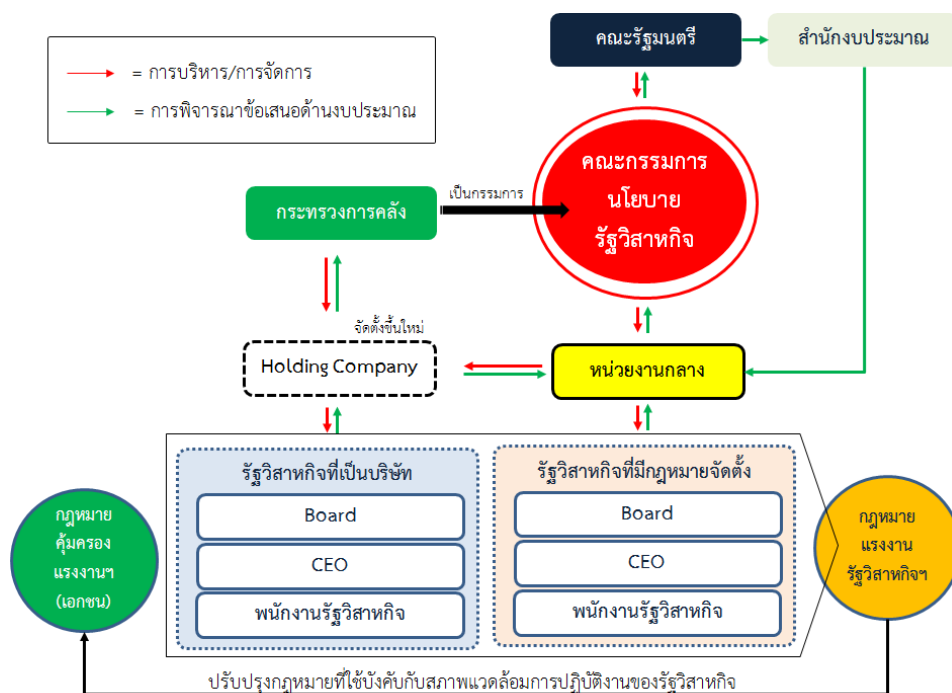 คณะรัฐมนตรี
สำนักงบประมาณ
= การบริหาร/การจัดการ
= การพิจารณาข้อเสนอด้านงบประมาณ
คณะกรรมการ
นโยบาย
รัฐวิสาหกิจ
เป็นกรรมการ
กระทรวงการคลัง
จัดตั้งขึ้นใหม่
Holding Company
หน่วยงานกลาง
รัฐวิสาหกิจที่เป็นบริษัท
Board
CEO
พนักงานรัฐวิสาหกิจ
รัฐวิสาหกิจที่มีกฎหมายจัดตั้ง
Board
CEO
พนักงานรัฐวิสาหกิจ
กฎหมาย
คุ้มครอง
แรงงานฯ
(เอกชน)
กฎหมาย
แรงงาน
รัฐวิสาหกิจฯ
ปรับปรุงกฎหมายที่ใช้บังคับกับสภาพแวดล้อมการปฏิบัติงานของรัฐวิสาหกิจ